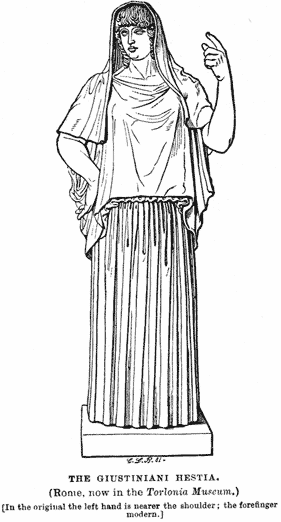 THE GIUSTINIANI HESTIA.
(Rome, now in the Torlonia Museum.)
[In the original the left hand is nearer the shoulder; the forefinger
modern.]